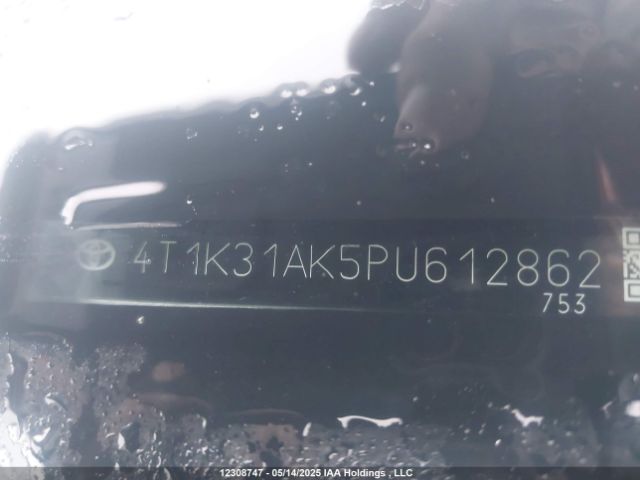 4T1K31AK5PU612862
753
12308747 - 05/14/2025 IAA Holdings , LLC